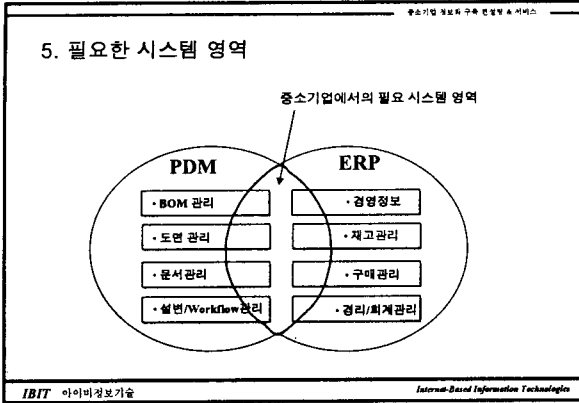 중소기업 정보화 구축 컨설팅 & 서비스
5. 필요한 시스템 영역
중소기업에서의 필요 시스템 영역
PDM
ERP
· BOM 관리
· 경영정보
· 도면 관리
· 재고관리
· 문서관리
· 구매관리
· 설변/Workflow관리
· 경리/회계관리
IBIT 아이비정보기술
Internet-Based Information Technologies